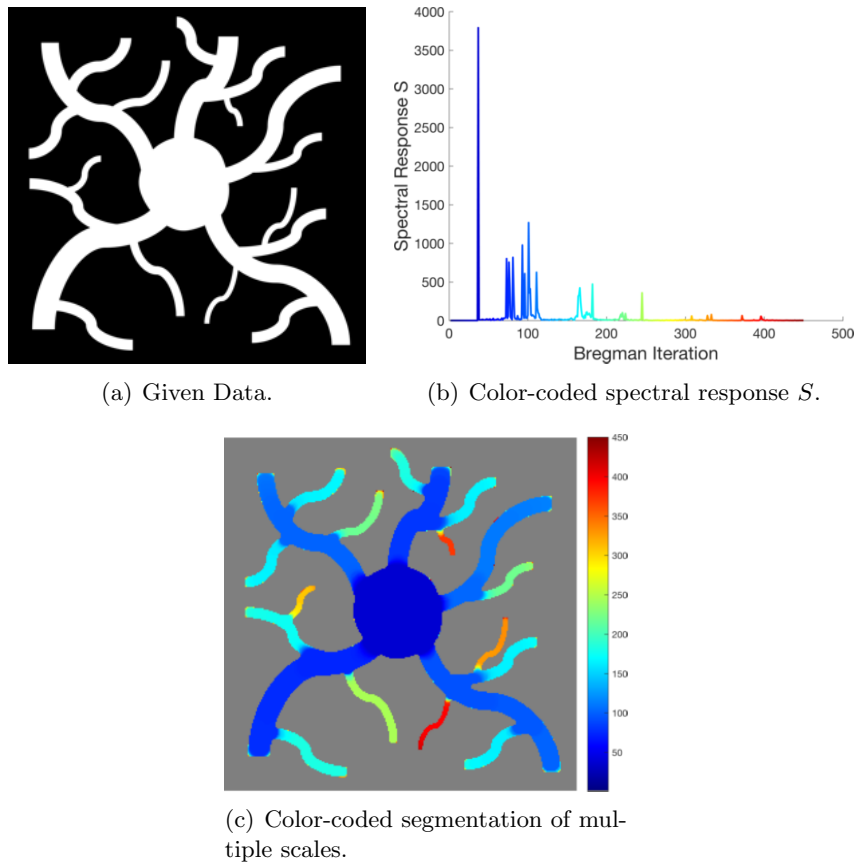 4000
3500
3000
2500
2000
1500
1000
500
0
Spectral Response S
0 100 200 300 400 500
Bregman Iteration
(a) Given Data.
(b) Color-coded spectral response S.
450
400
350
300
250
200
150
100
50
(c) Color-coded segmentation of mul-
tiple scales.